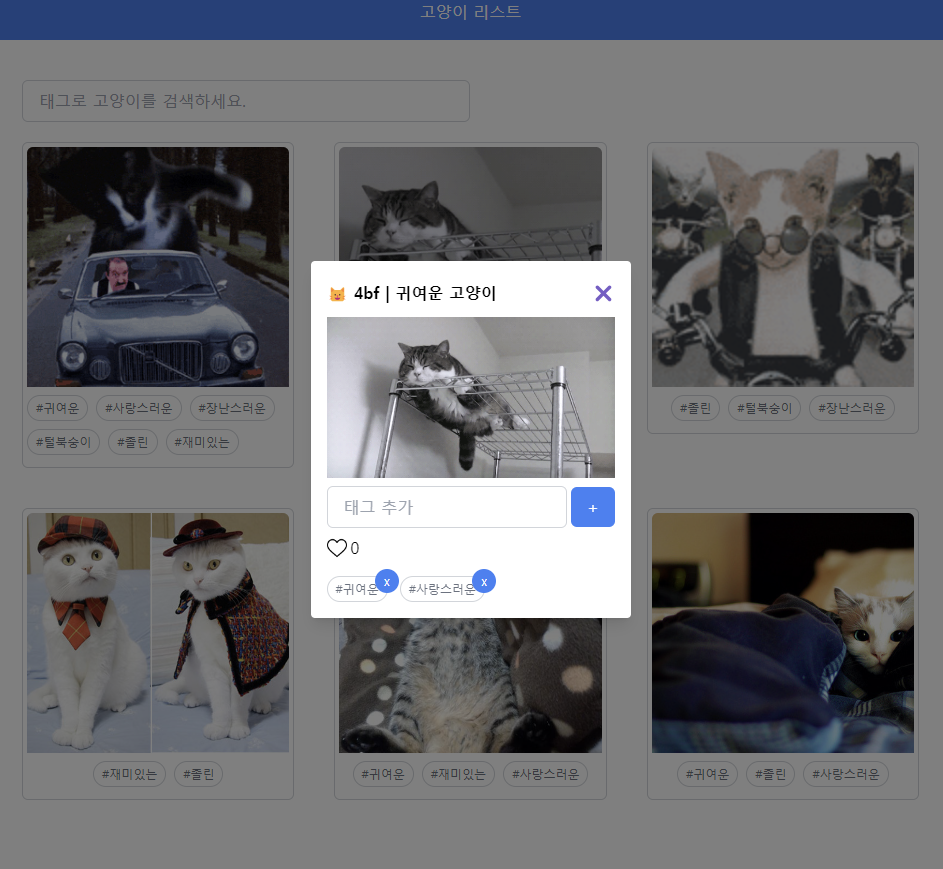 고양이 리스트
태그로 고양이를 검색하세요.
#귀여운 #사랑스러운 #장난스러운
#털북숭이 #졸린 #재미있는
#졸린 #털북숭이 #장난스러운
4bf | 귀여운 고양이
태그 추가 +
0
#귀여운 x #사랑스러운 x
#재미있는 #졸린
#귀여운 #재미있는 #사랑스러운
#귀여운 #졸린 #사랑스러운